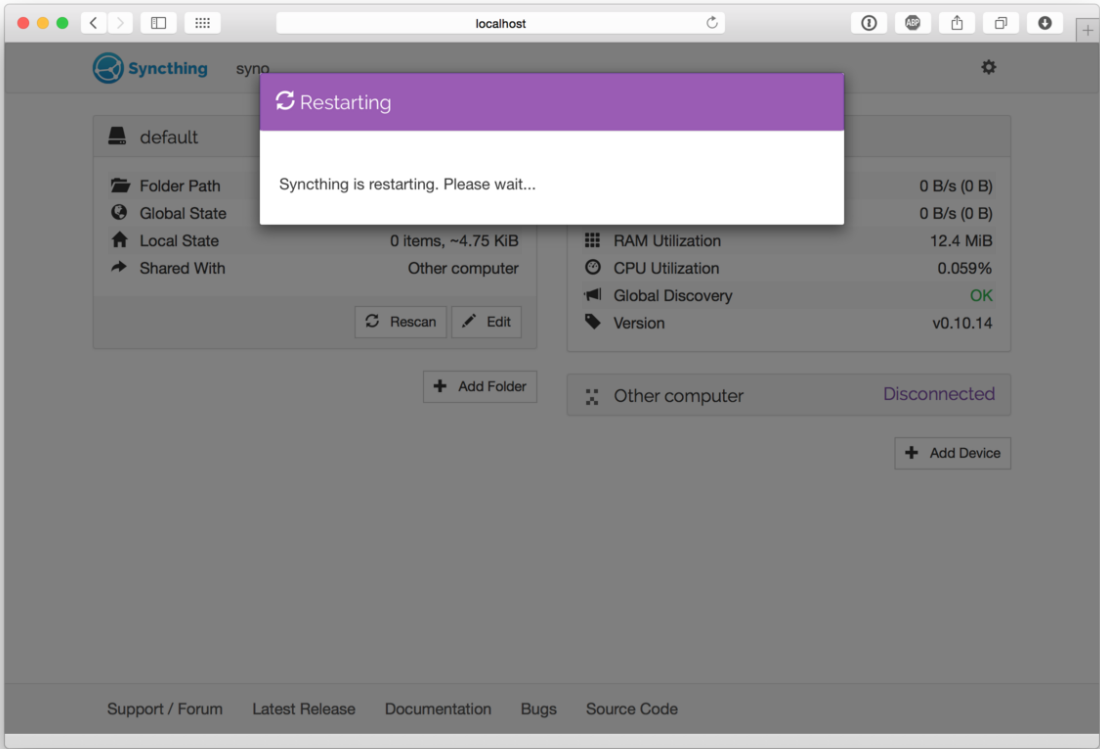 localhost
ABP
Syncthing syno
Restarting
Syncthing is restarting. Please wait...
default
Folder Path
Global State
Local State 0 items, ~4.75 KiB
Shared With Other computer
Rescan Edit
Add Folder
0 B/s (0 B)
0 B/s (0 B)
RAM Utilization 12.4 MiB
CPU Utilization 0.059%
Global Discovery OK
Version v0.10.14
Other computer Disconnected
Add Device
Support / Forum Latest Release Documentation Bugs Source Code